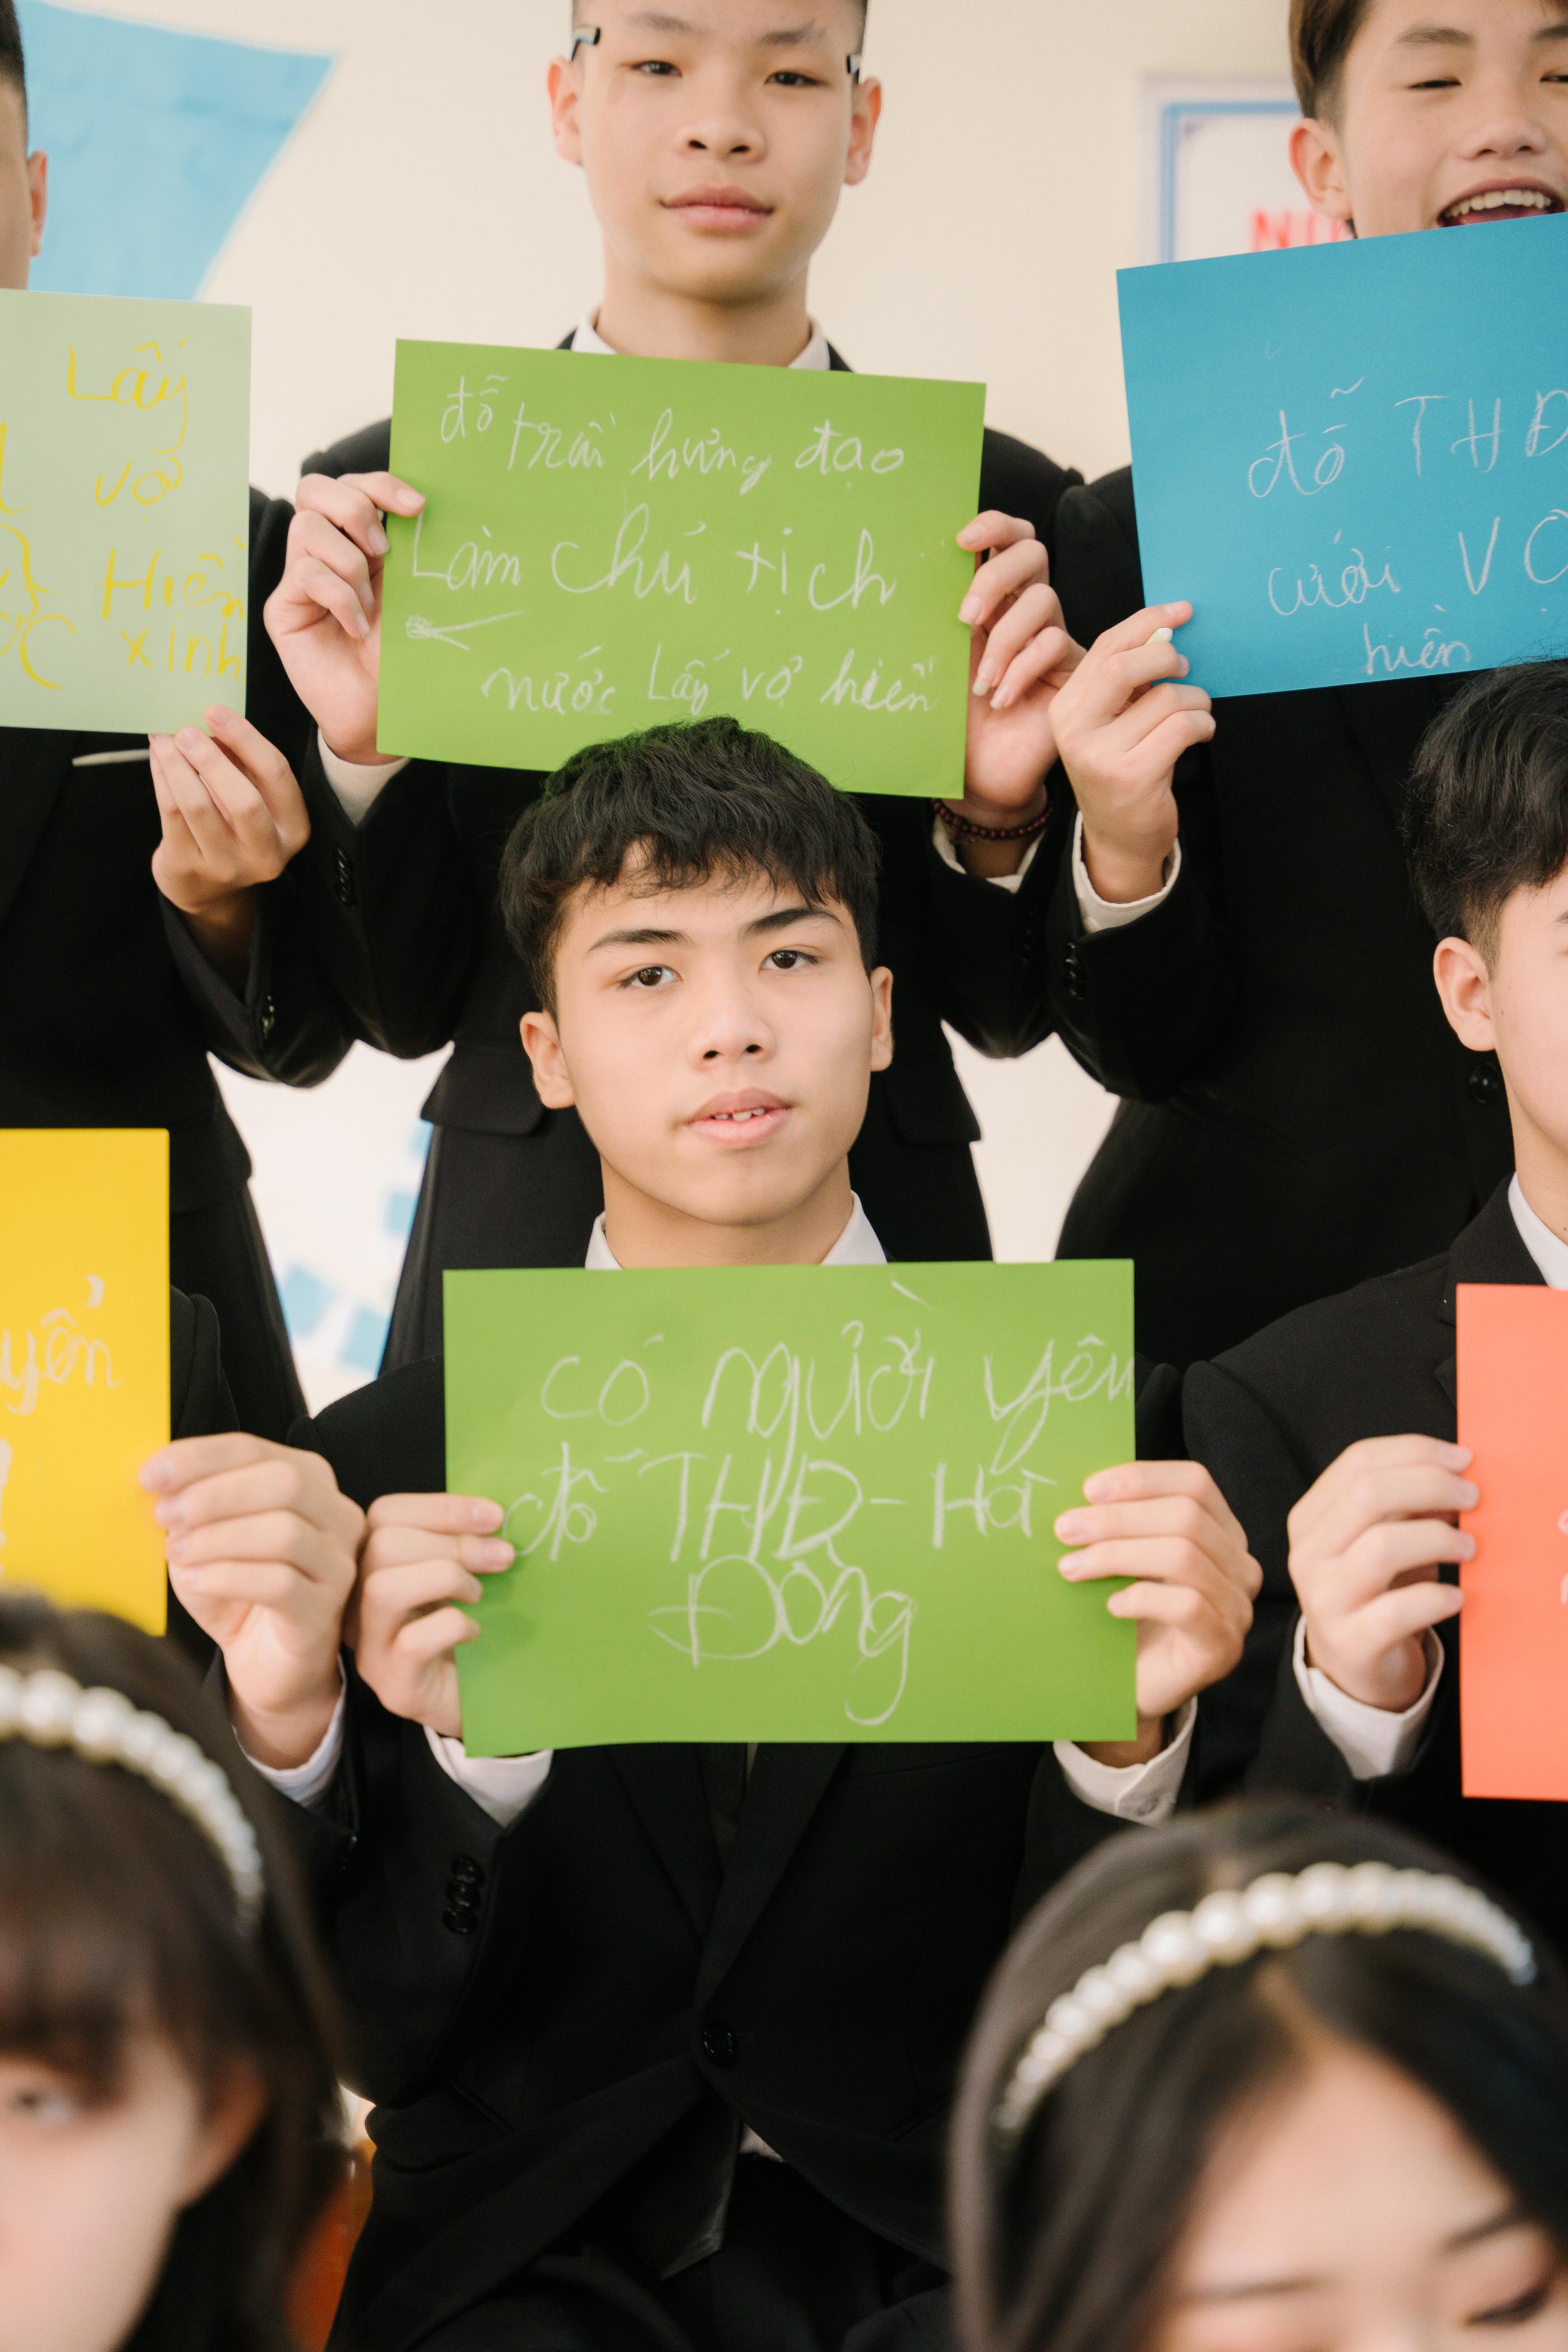 Lấy
vợ
Hiền
xinh
đỗ trần hưng đạo
Làm chủ tịch
nước Lấy vợ hiền
đỗ THĐ
cưới VỢ
hiền
có người yêu
đỗ THĐ - Hà
Đông